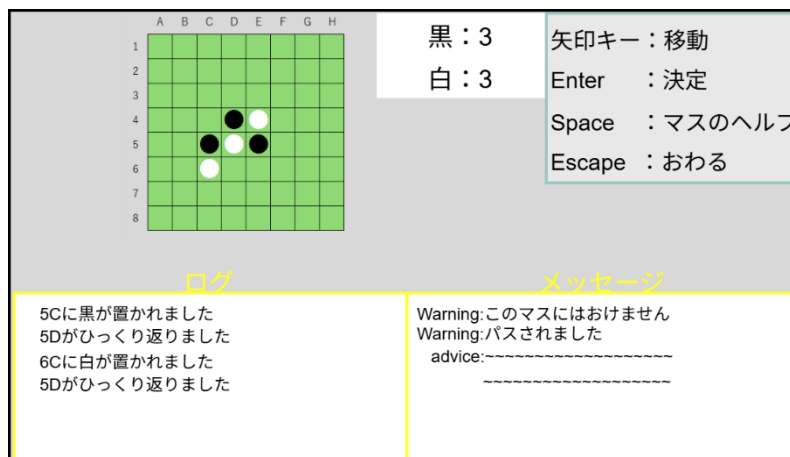 A B C D E F G H
1
2
3
4
5
6
7
8
黒：3
白：3
矢印キー：移動
Enter ：決定
Space ：マスのヘルプ
Escape ：おわる
ログ
5Cに黒が置かれました
5Dがひっくり返りました
6Cに白が置かれました
5Dがひっくり返りました
メッセージ
Warning:このマスにはおけません
Warning:パスされました
advice:~~~~~~~~~~~~~~~~~~~
~~~~~~~~~~~~~~~~~~~